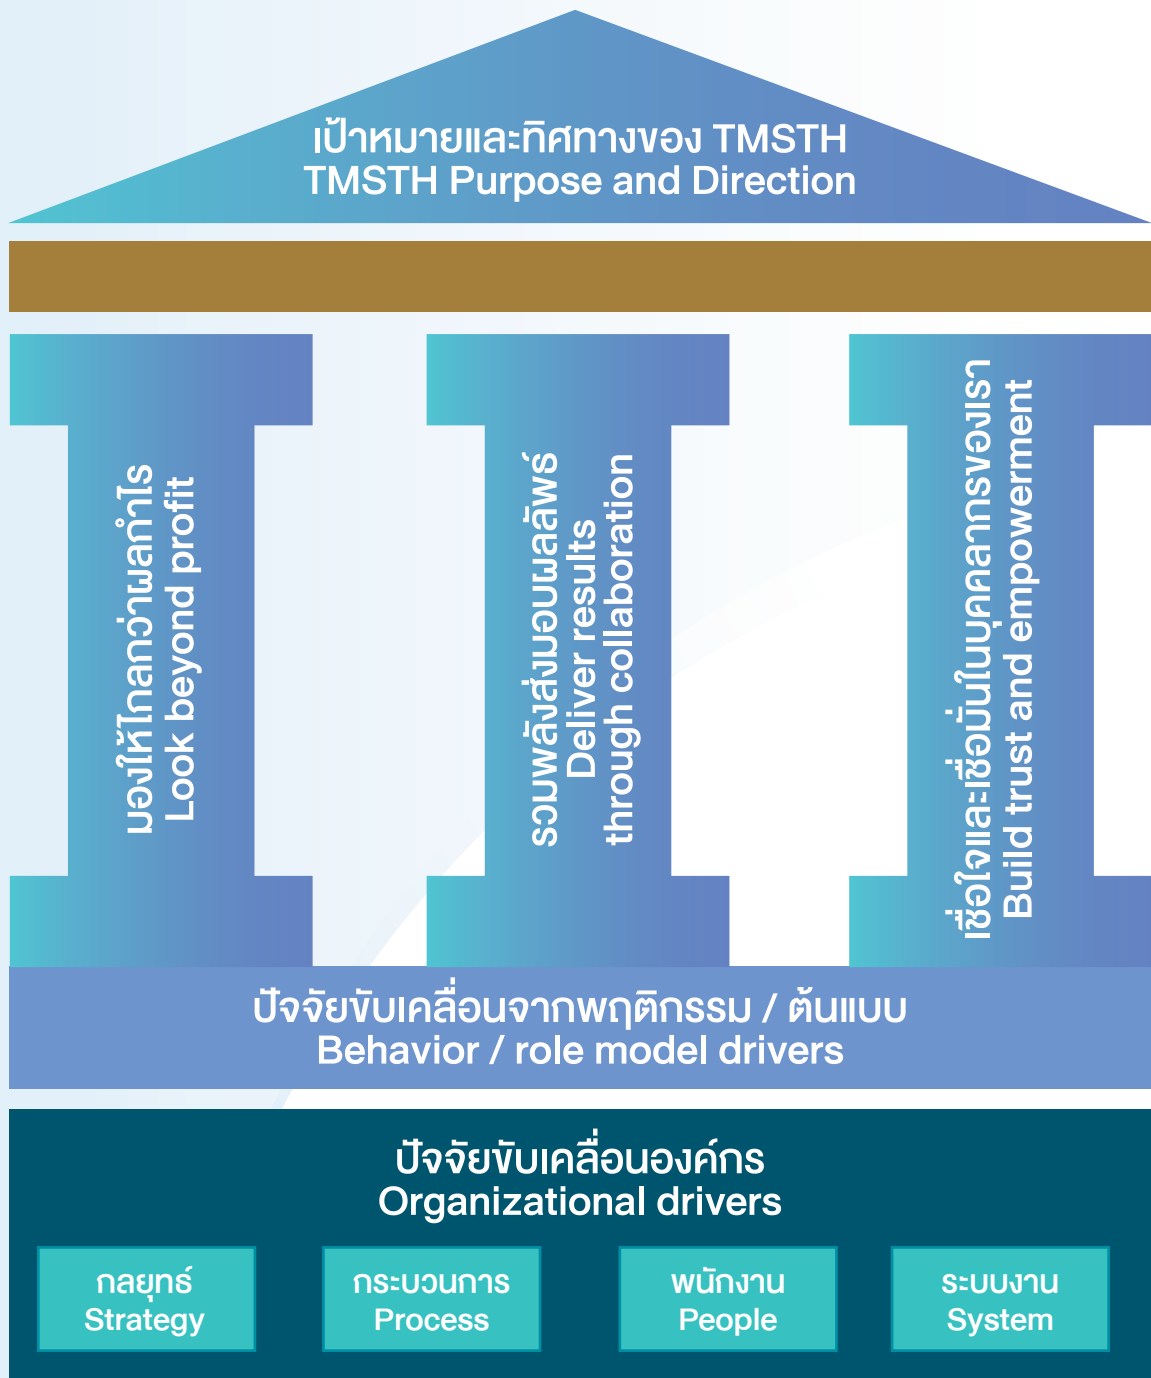 เป้าหมายและทิศทางของ TMSTH
TMSTH Purpose and Direction
มองให้ไกลกว่าผลกำไร
Look beyond profit
รวมพลังส่งมอบผลลัพธ์
Deliver results
through collaboration
เชื่อใจและเชื่อมั่นในบุคคลากรของเรา
Build trust and empowerment
ปัจจัยขับเคลื่อนจากพฤติกรรม / ต้นแบบ
Behavior / role model drivers
ปัจจัยขับเคลื่อนองค์กร
Organizational drivers
กลยุทธ์
Strategy
กระบวนการ
Process
พนักงาน
People
ระบบงาน
System